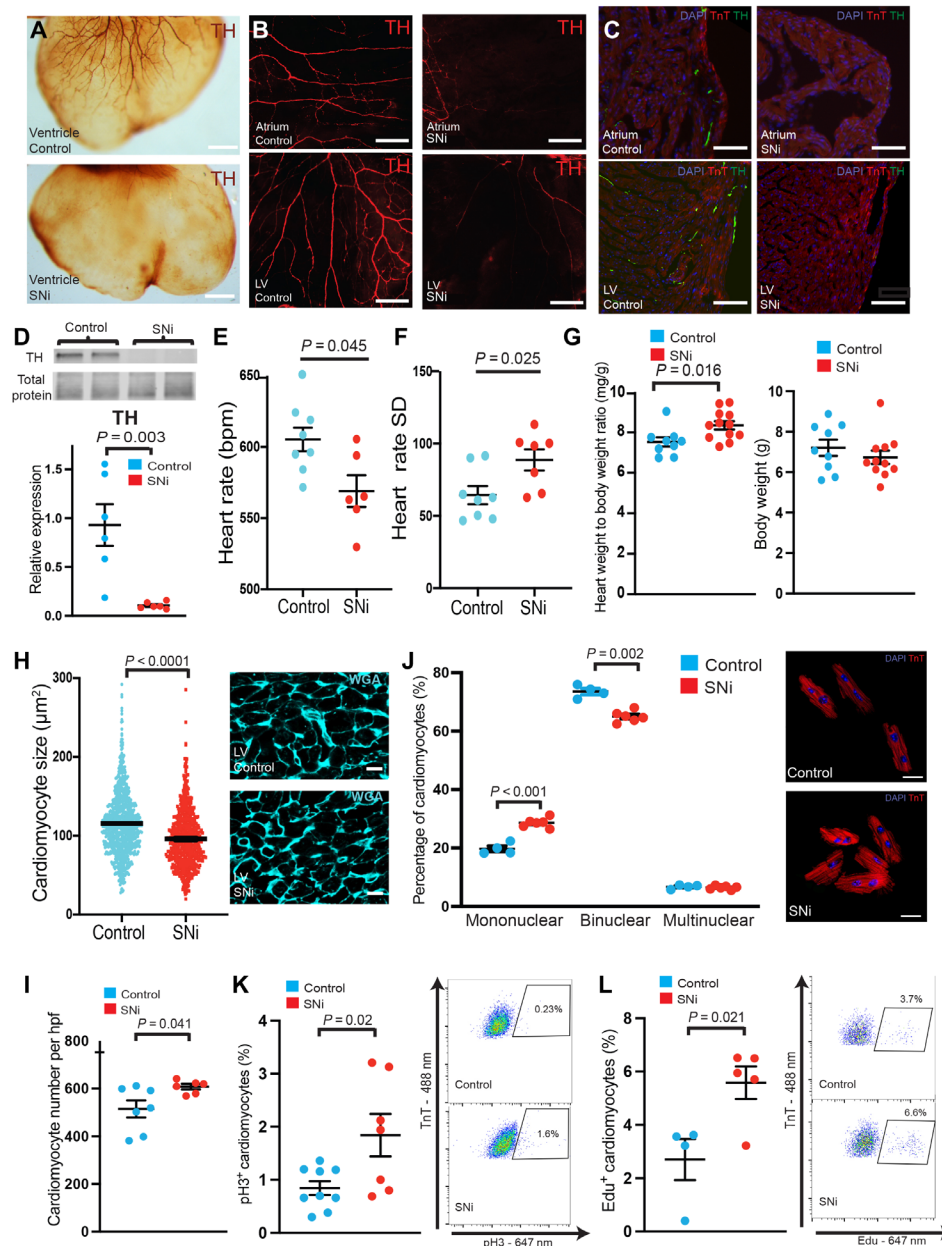 A
TH
Ventricle
Control
TH
Ventricle
SNi
B
TH
Atrium
Control
TH
Atrium
SNi
TH
LV
Control
TH
LV
SNi
C
DAPI TnT TH
Atrium
Control
DAPI TnT TH
Atrium
SNi
DAPI TnT TH
LV
Control
DAPI TnT TH
LV
SNi
D
Control
SNi
TH
Total
protein
TH
P = 0.003
Control
SNi
Relative expression
1.5
1.0
0.5
0.0
E
P = 0.045
Heart rate (bpm)
650
600
550
500
Control
SNi
F
P = 0.025
Heart rate SD
150
100
50
0
Control
SNi
G
Control
SNi
P = 0.016
Heart weight to body weight ratio (mg/g)
10
8
6
4
2
0
Control
SNi
Body weight (g)
10
8
6
4
2
0
H
P < 0.0001
Cardiomyocyte size (µm²)
300
200
100
0
Control
SNi
WGA
LV
Control
WGA
LV
SNi
J
P = 0.002
Control
SNi
P < 0.001
Percentage of cardiomyocytes (%)
80
60
40
20
0
Mononuclear
Binuclear
Multinuclear
DAPI TnT
Control
DAPI TnT
SNi
I
Control
SNi
P = 0.041
Cardiomyocyte number per hpf
800
600
400
200
0
K
Control
SNi
P = 0.02
pH3⁺ cardiomyocytes (%)
4
3
2
1
0
TnT - 488 nm
0.23%
Control
1.6%
SNi
pH3 - 647 nm
L
Control
SNi
P = 0.021
Edu⁺ cardiomyocytes (%)
8
6
4
2
0
TnT - 488 nm
3.7%
Control
6.6%
SNi
Edu - 647 nm